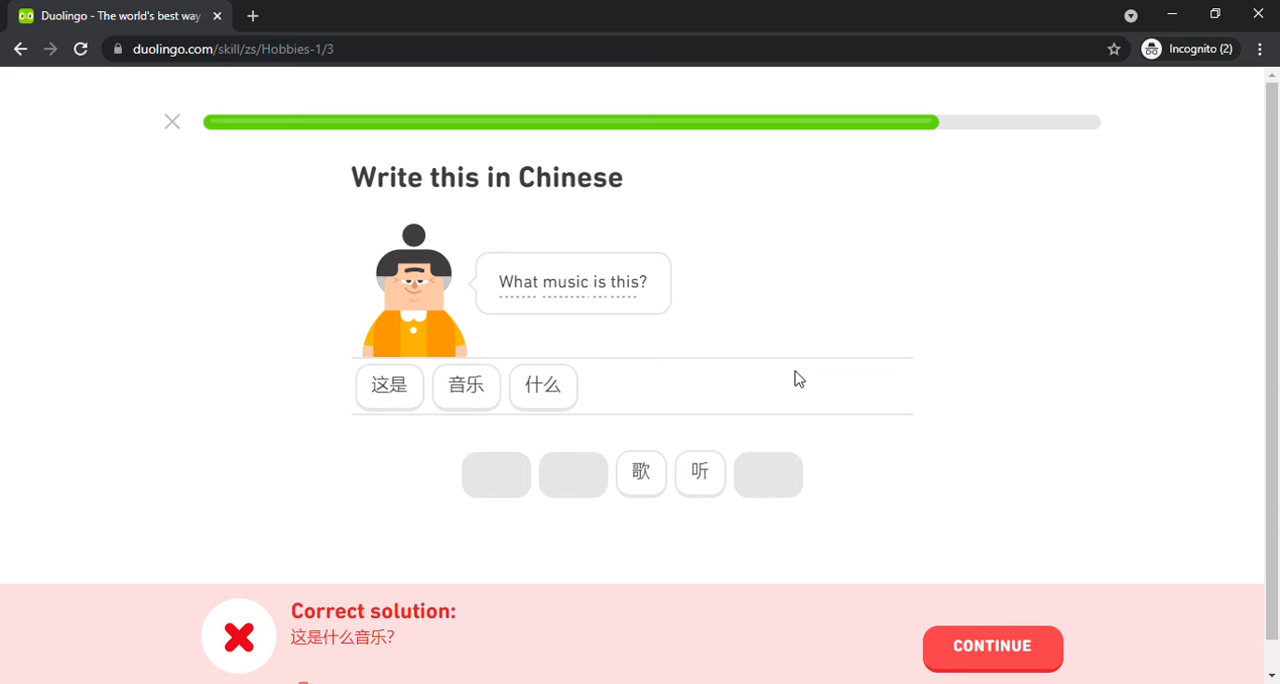 Duolingo - The world's best way
duolingo.com/skill/zs/Hobbies-1/3
Incognito (2)
Write this in Chinese
What music is this?
这是 音乐 什么
歌 听
Correct solution:
这是什么音乐?
CONTINUE